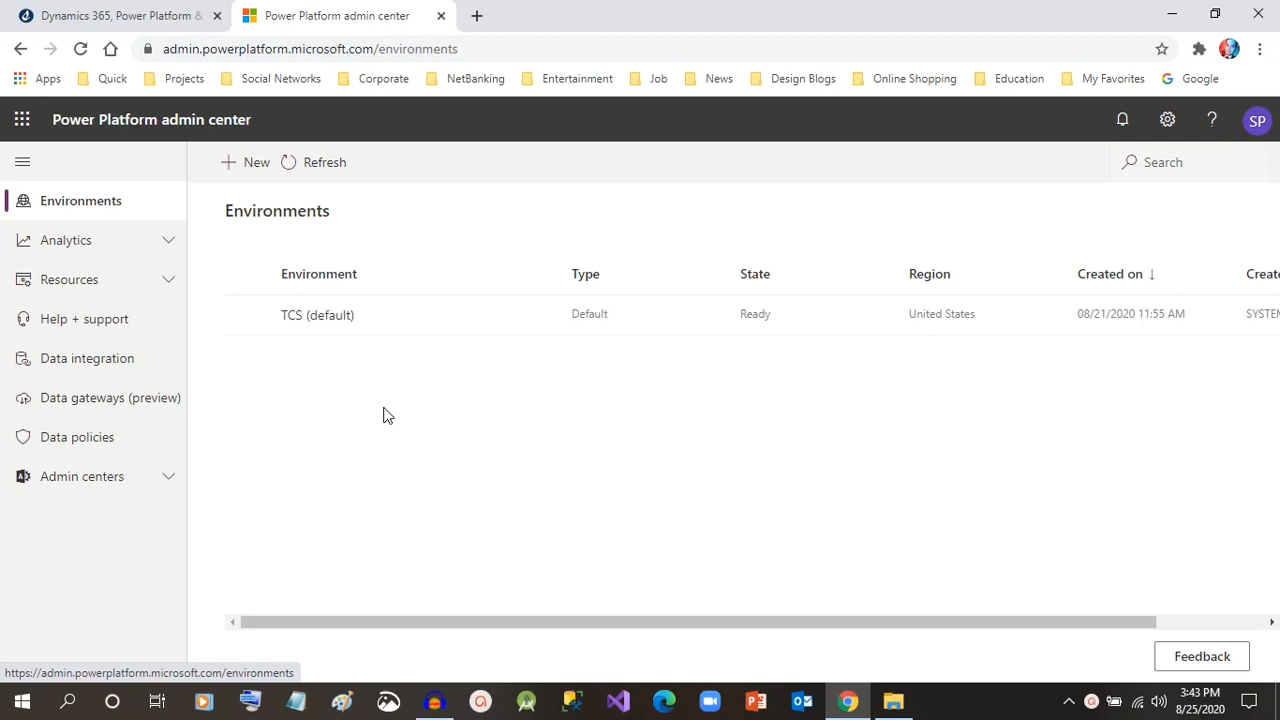 Dynamics 365, Power Platform &
Power Platform admin center
admin.powerplatform.microsoft.com/environments
Apps
Quick
Projects
Social Networks
Corporate
NetBanking
Entertainment
Job
News
Design Blogs
Online Shopping
Education
My Favorites
Google
Power Platform admin center
SP
New
Refresh
Search
Environments
Analytics
Resources
Help + support
Data integration
Data gateways (preview)
Data policies
Admin centers
Environments
Environment
Type
State
Region
Created on
Create
TCS (default)
Default
Ready
United States
08/21/2020 11:55 AM
SYSTEM
Feedback
https://admin.powerplatform.microsoft.com/environments
3:43 PM
8/25/2020